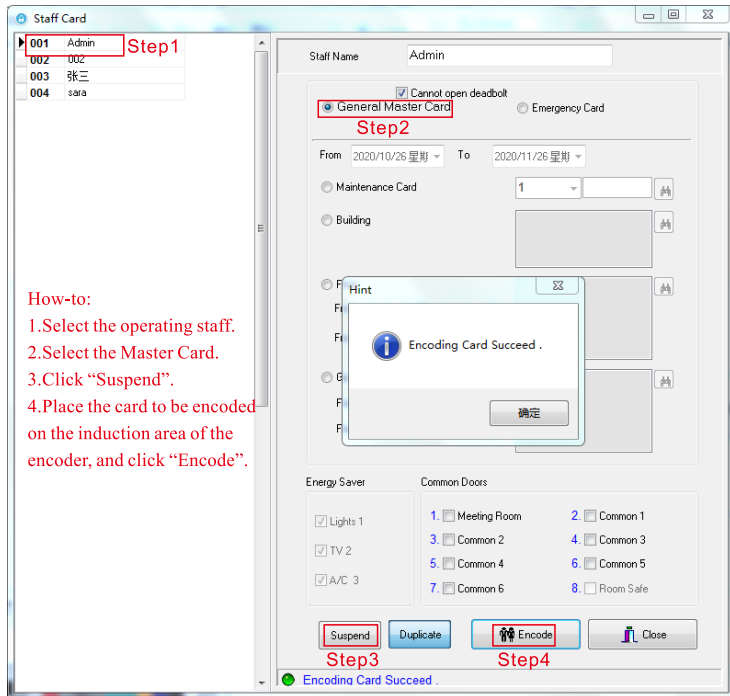 Staff Card
001 Admin
002 002
003 张三
004 sara
Step1
How-to:
1.Select the operating staff.
2.Select the Master Card.
3.Click “Suspend”.
4.Place the card to be encoded
on the induction area of the
encoder, and click “Encode”.
Staff Name Admin
Cannot open deadbolt
General Master Card Emergency Card
Step2
From 2020/10/26 星期 To 2020/11/26 星期
Maintenance Card 1
Building
Hint
Encoding Card Succeed .
确定
Energy Saver Common Doors
Lights 1
TV 2
A/C 3
1. Meeting Room 2. Common 1
3. Common 2 4. Common 3
5. Common 4 6. Common 5
7. Common 6 8. Room Safe
Suspend Duplicate Encode Close
Step3 Step4
Encoding Card Succeed .